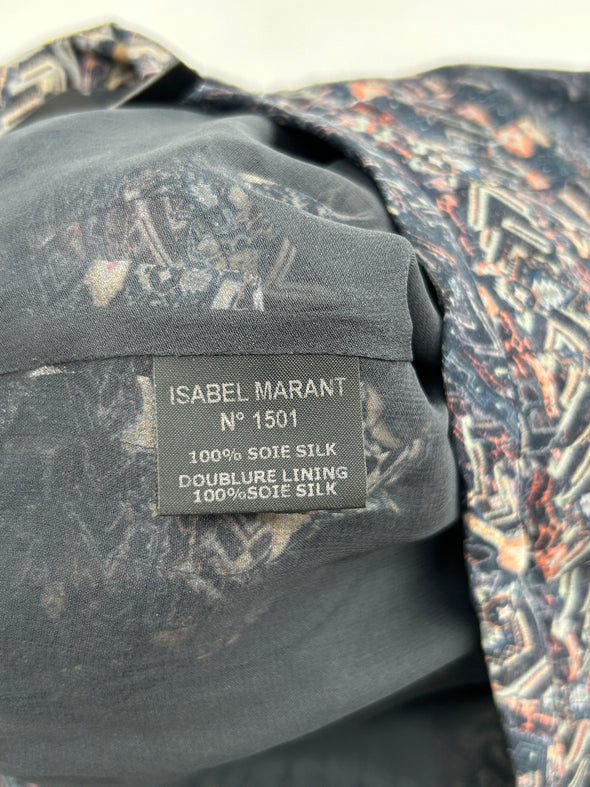 ISABEL MARANT
N° 1501
100% SOIE SILK
DOUBLURE LINING
100%SOIE SILK